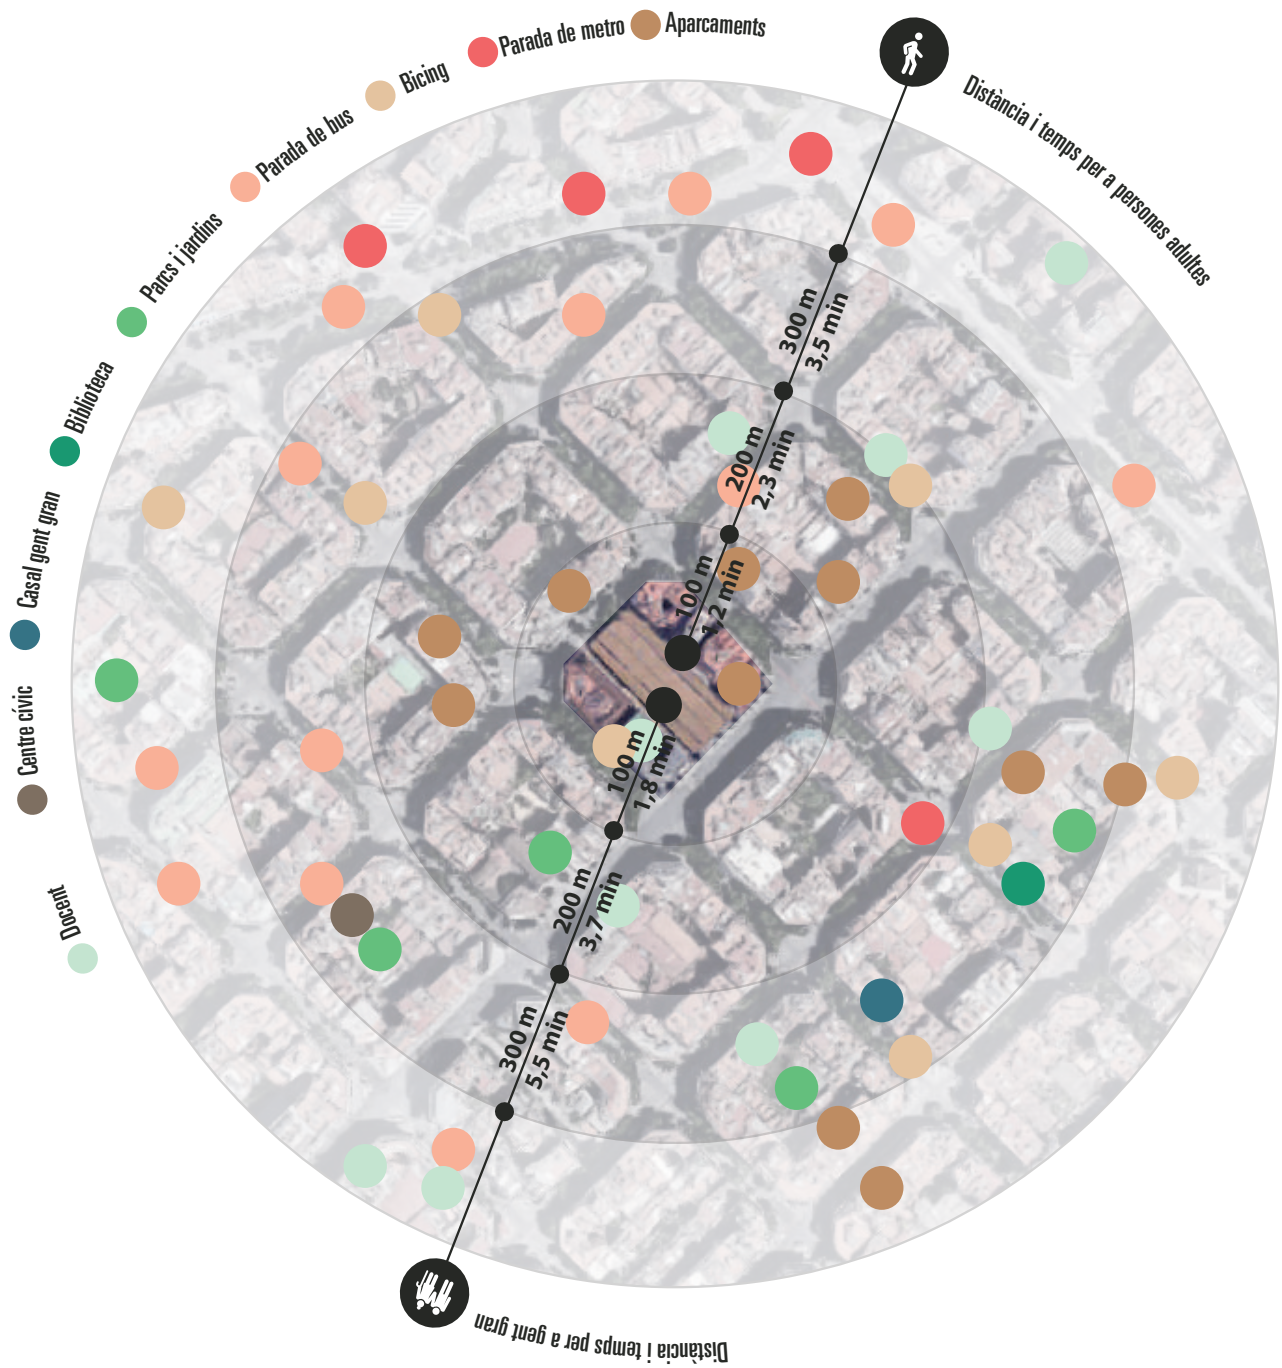 Parada de metro
Aparcaments
Bicing
Parada de bus
Parcs i jardins
Biblioteca
Casal gent gran
Centre cívic
Docent
Distància i temps per a persones adultes
300 m
3,5 min
200 m
2,3 min
100 m
1,2 min
100 m
1,8 min
200 m
3,7 min
300 m
5,5 min
Distància i temps per a gent gran